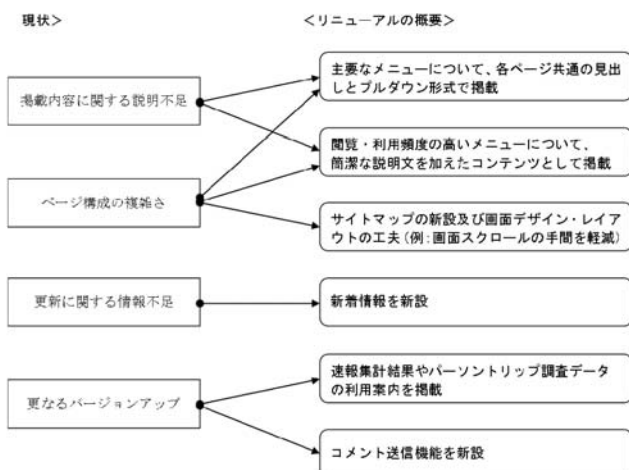 現状
＜リニューアルの概要＞
掲載内容に関する説明不足
主要なメニューについて、各ページ共通の見出
しとプルダウン形式で掲載
閲覧・利用頻度の高いメニューについて、
簡潔な説明文を加えたコンテンツとして掲載
ページ構成の複雑さ
サイトマップの新設及び画面デザイン・レイア
ウトの工夫（例：画面スクロールの手間を軽減）
更新に関する情報不足
新着情報を新設
更なるバージョンアップ
速報集計結果やパーソントリップ調査データ
の利用案内を掲載
コメント送信機能を新設